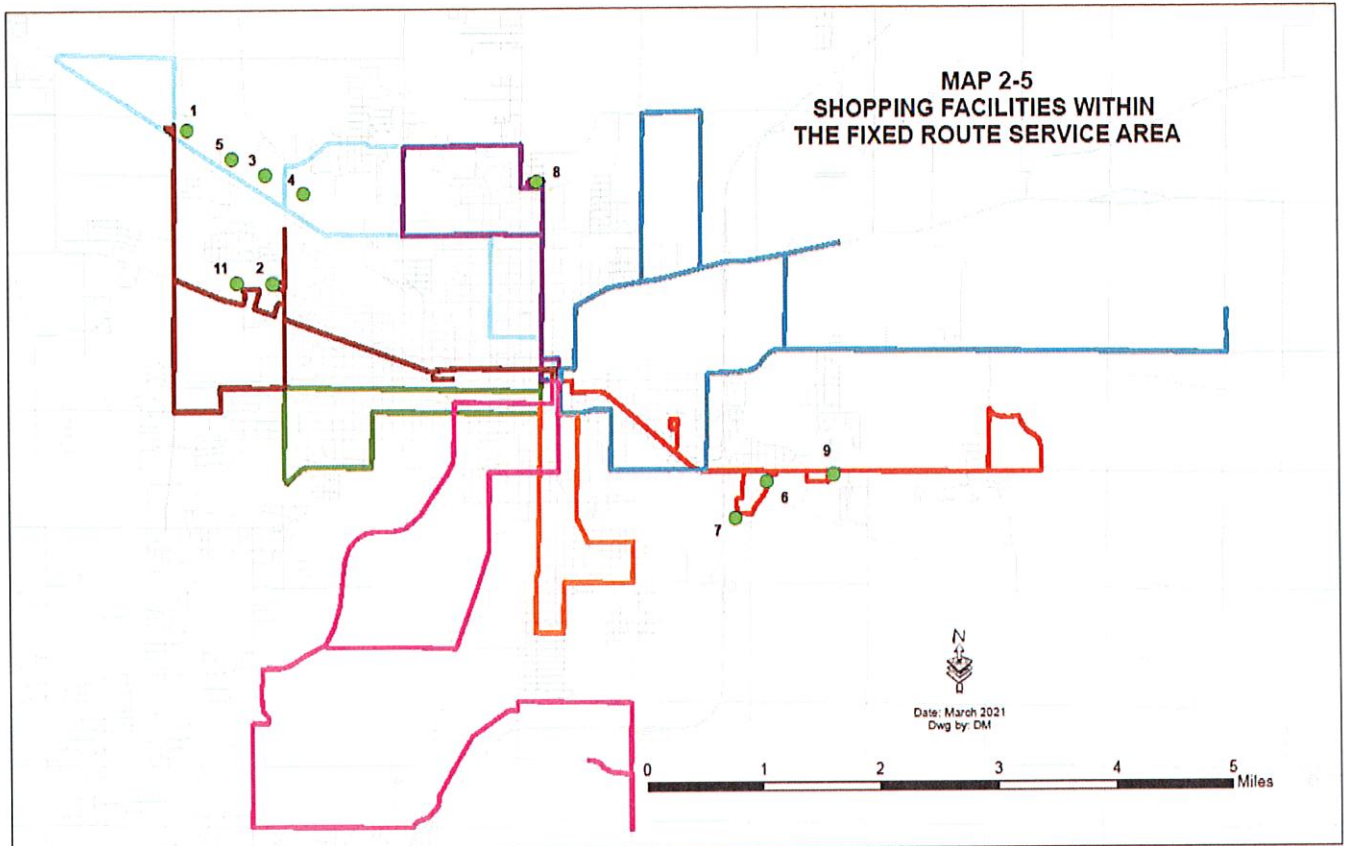 MAP 2-5
SHOPPING FACILITIES WITHIN
THE FIXED ROUTE SERVICE AREA
1
5
3
4
8
11
2
9
6
7
N
Date: March 2021
Dwg by: DM
0 1 2 3 4 5
Miles